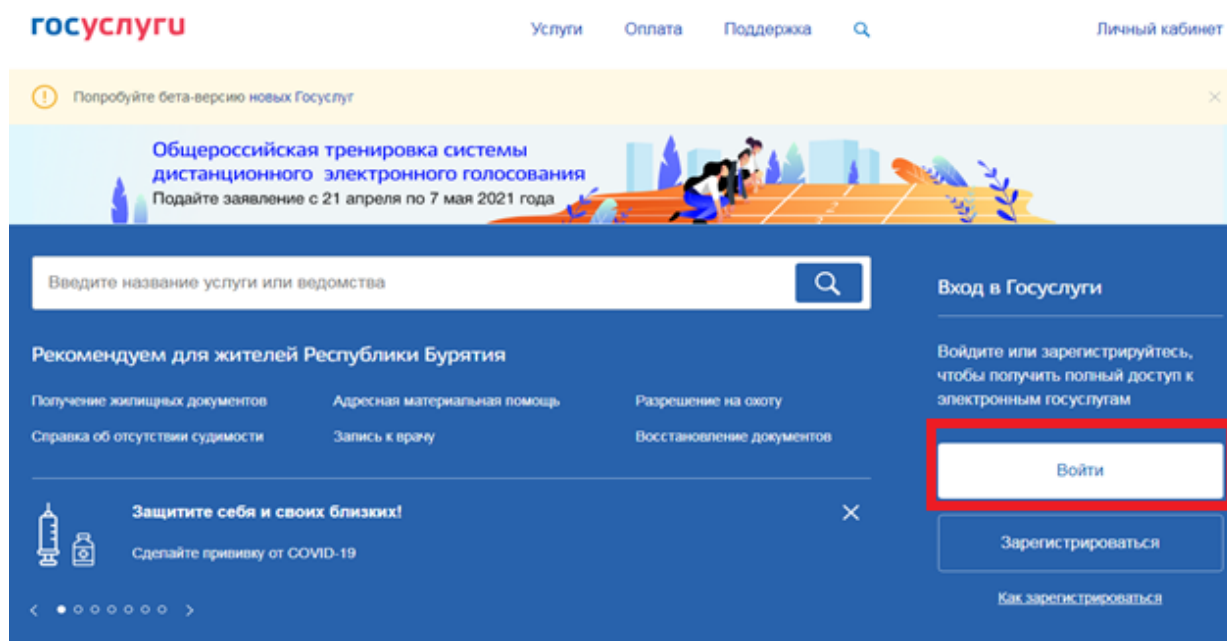 госуслуги
Услуги Оплата Поддержка Личный кабинет
Попробуйте бета-версию новых Госуслуг
Общероссийская тренировка системы
дистанционного электронного голосования
Подайте заявление с 21 апреля по 7 мая 2021 года
Введите название услуги или ведомства
Рекомендуем для жителей Республики Бурятия
Получение жилищных документов Адресная материальная помощь Разрешение на охоту
Справка об отсутствии судимости Запись к врачу Восстановление документов
Защитите себя и своих близких!
Сделайте прививку от COVID-19
Вход в Госуслуги
Войдите или зарегистрируйтесь,
чтобы получить полный доступ к
электронным госуслугам
Войти
Зарегистрироваться
Как зарегистрироваться